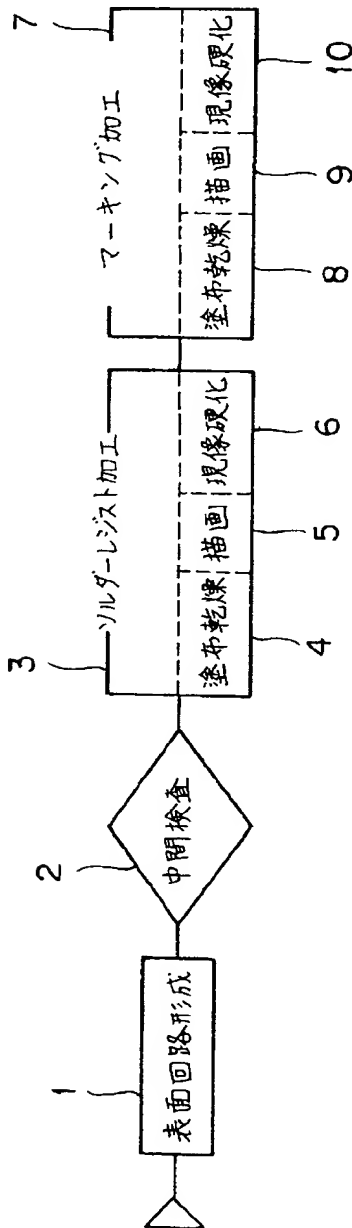 1
表面回路形成
2
中間検査
3
ソルダーレジスト加工
塗布乾燥 描画 現像硬化
4 5 6
7
マーキング加工
塗布乾燥 描画 現像硬化
8 9 10